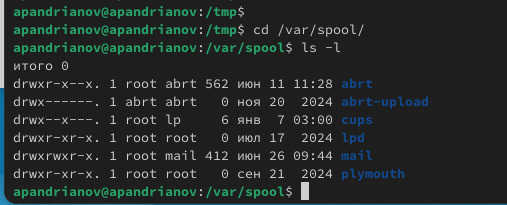 apandrianov@apandrianov:/tmp$
apandrianov@apandrianov:/tmp$ cd /var/spool/
apandrianov@apandrianov:/var/spool$ ls -l
итого 0
drwxr-x--x. 1 root abrt 562 июн 11 11:28 abrt
drwx------. 1 abrt abrt   0 ноя 20  2024 abrt-upload
drwx--x---. 1 root lp     6 янв  7 03:00 cups
drwxr-xr-x. 1 root root   0 июл 17  2024 lpd
drwxrwxr-x. 1 root mail 412 июн 26 09:44 mail
drwxr-xr-x. 1 root root   0 сен 21  2024 plymouth
apandrianov@apandrianov:/var/spool$